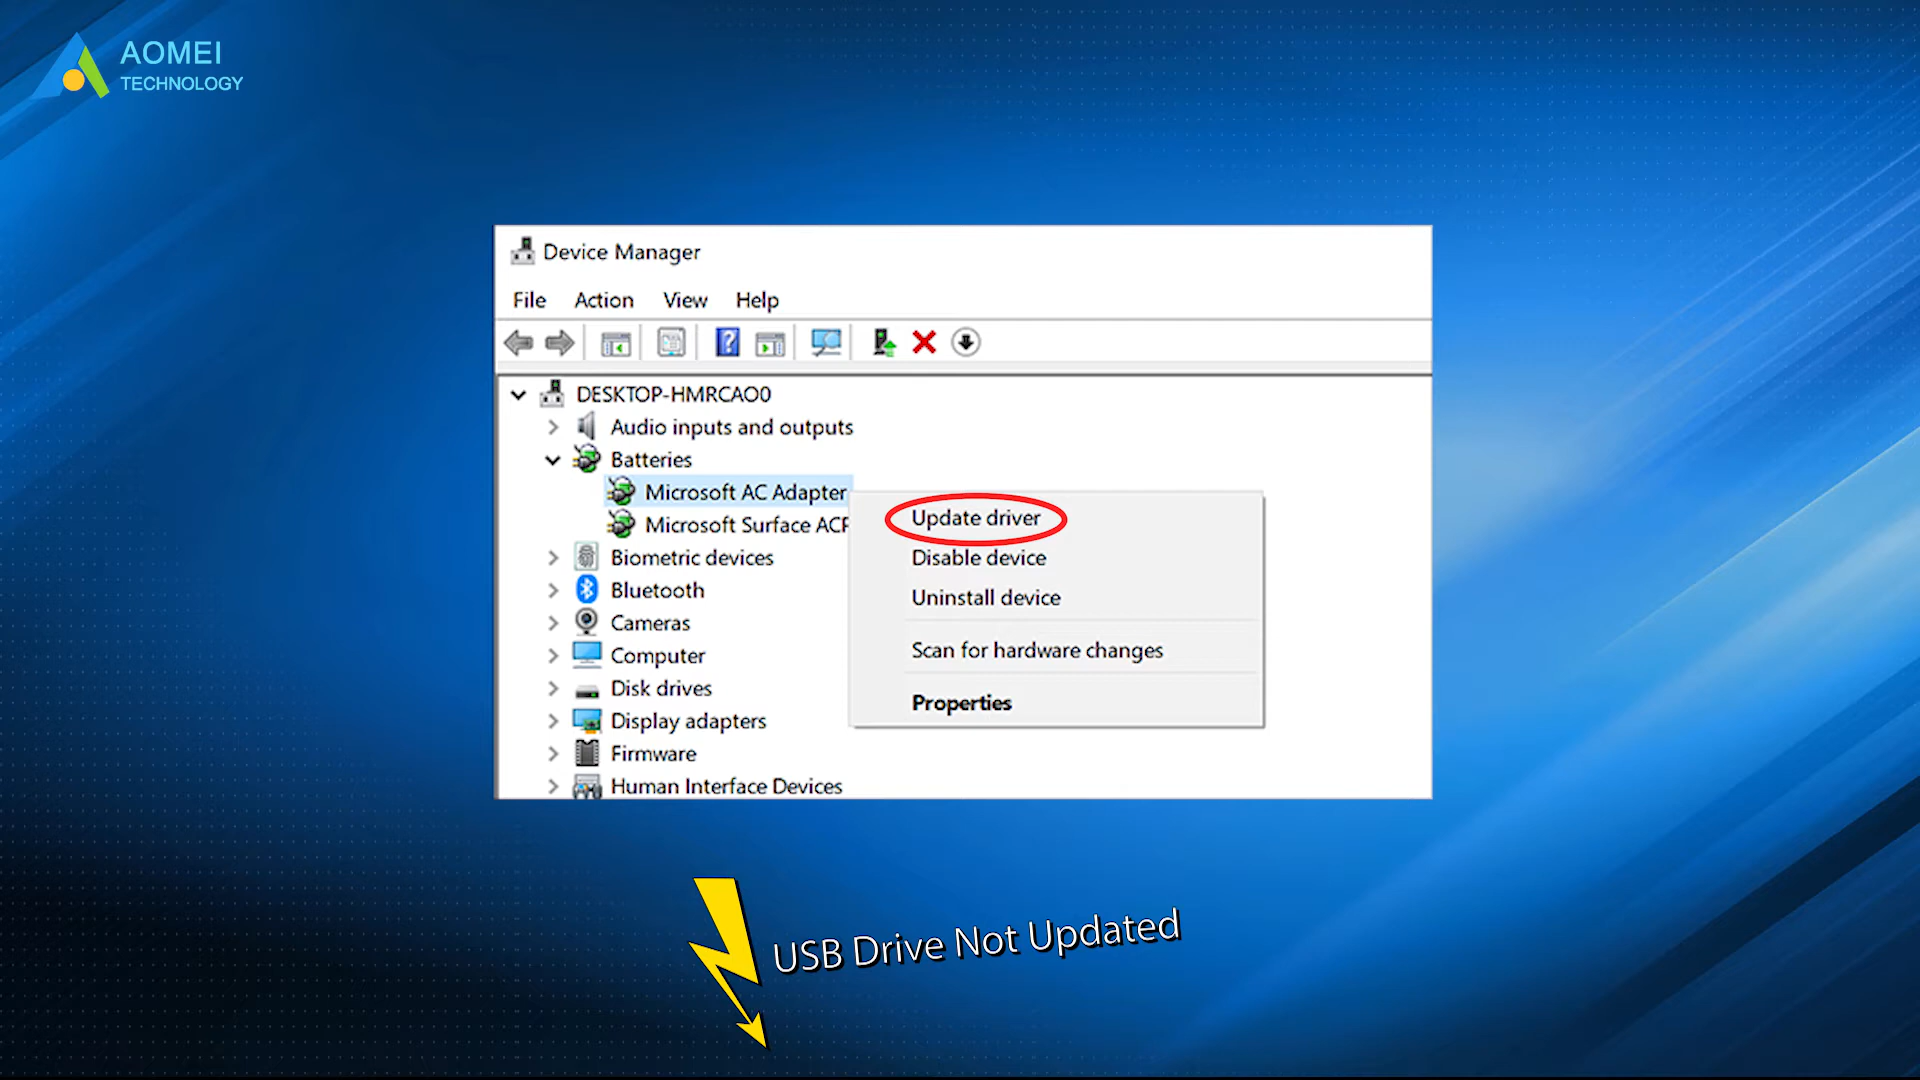 AOMEI
TECHNOLOGY
Device Manager
File Action View Help
DESKTOP-HMRCAO0
Audio inputs and outputs
Batteries
Microsoft AC Adapter
Microsoft Surface ACP
Update driver
Disable device
Uninstall device
Scan for hardware changes
Properties
Biometric devices
Bluetooth
Cameras
Computer
Disk drives
Display adapters
Firmware
Human Interface Devices
USB Drive Not Updated